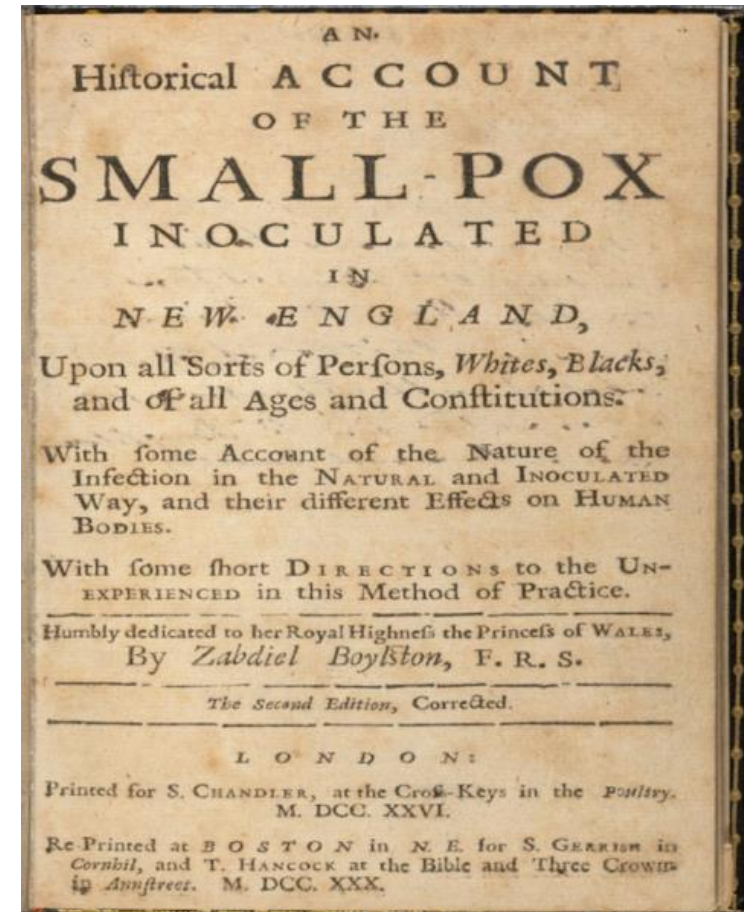 AN
Hiſtorical ACCOUNT
OF THE
SMALL-POX
INOCULATED
IN
NEW ENGLAND,
Upon all Sorts of Perſons, Whites, Blacks,
and of all Ages and Conſtitutions.
With ſome Account of the Nature of the
Infection in the NATURAL and INOCULATED
Way, and their different Effects on HUMAN
BODIES.
With ſome ſhort DIRECTIONS to the UN-
EXPERIENCED in this Method of Practice.
Humbly dedicated to her Royal Highneſs the Princeſs of WALES,
By Zabdiel Boylſton, F. R. S.
The Second Edition, Corrected.
LONDON:
Printed for S. CHANDLER, at the Croſs-Keys in the Poultry.
M. DCC. XXVI.
Re-Printed at BOSTON in N. E. for S. GERRISH in
Cornhil, and T. HANCOCK at the Bible and Three Crowns
in Annſtreet. M. DCC. XXX.